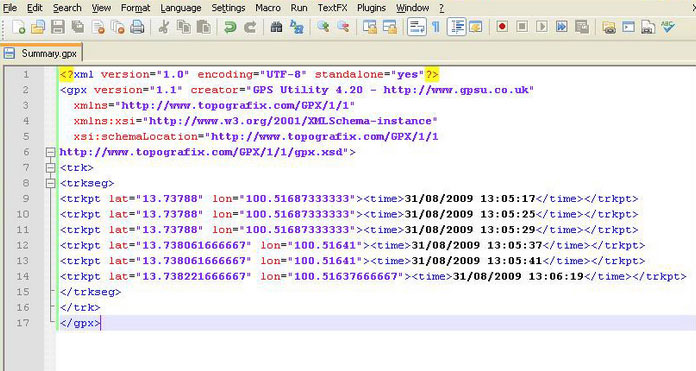 File Edit Search View Format Language Settings Macro Run TextFX Plugins Window ?
Summary.gpx
1 <?xml version="1.0" encoding="UTF-8" standalone="yes"?>
2 <gpx version="1.1" creator="GPS Utility 4.20 - http://www.gpsu.co.uk"
3 xmlns="http://www.topografix.com/GPX/1/1"
4 xmlns:xsi="http://www.w3.org/2001/XMLSchema-instance"
5 xsi:schemaLocation="http://www.topografix.com/GPX/1/1
6 http://www.topografix.com/GPX/1/1/gpx.xsd">
7 <trk>
8 <trkseg>
9 <trkpt lat="13.73788" lon="100.51687333333"><time>31/08/2009 13:05:17</time></trkpt>
10 <trkpt lat="13.73788" lon="100.51687333333"><time>31/08/2009 13:05:25</time></trkpt>
11 <trkpt lat="13.73788" lon="100.51687333333"><time>31/08/2009 13:05:29</time></trkpt>
12 <trkpt lat="13.738061666667" lon="100.51641"><time>31/08/2009 13:05:37</time></trkpt>
13 <trkpt lat="13.738061666667" lon="100.51641"><time>31/08/2009 13:05:41</time></trkpt>
14 <trkpt lat="13.738221666667" lon="100.51637666667"><time>31/08/2009 13:06:19</time></trkpt>
15 </trkseg>
16 </trk>
17 </gpx>